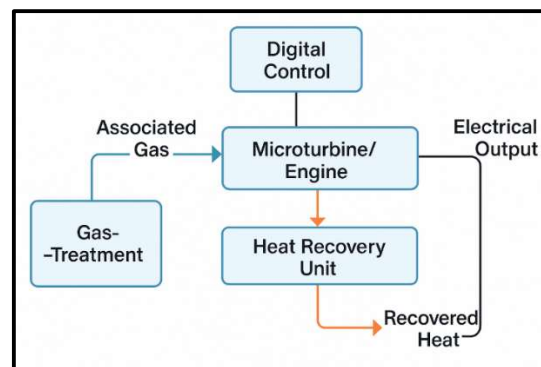 Digital
Control
Associated
Gas
Electrical
Output
Microturbine/
Engine
Gas-
-Treatment
Heat Recovery
Unit
Recovered
Heat